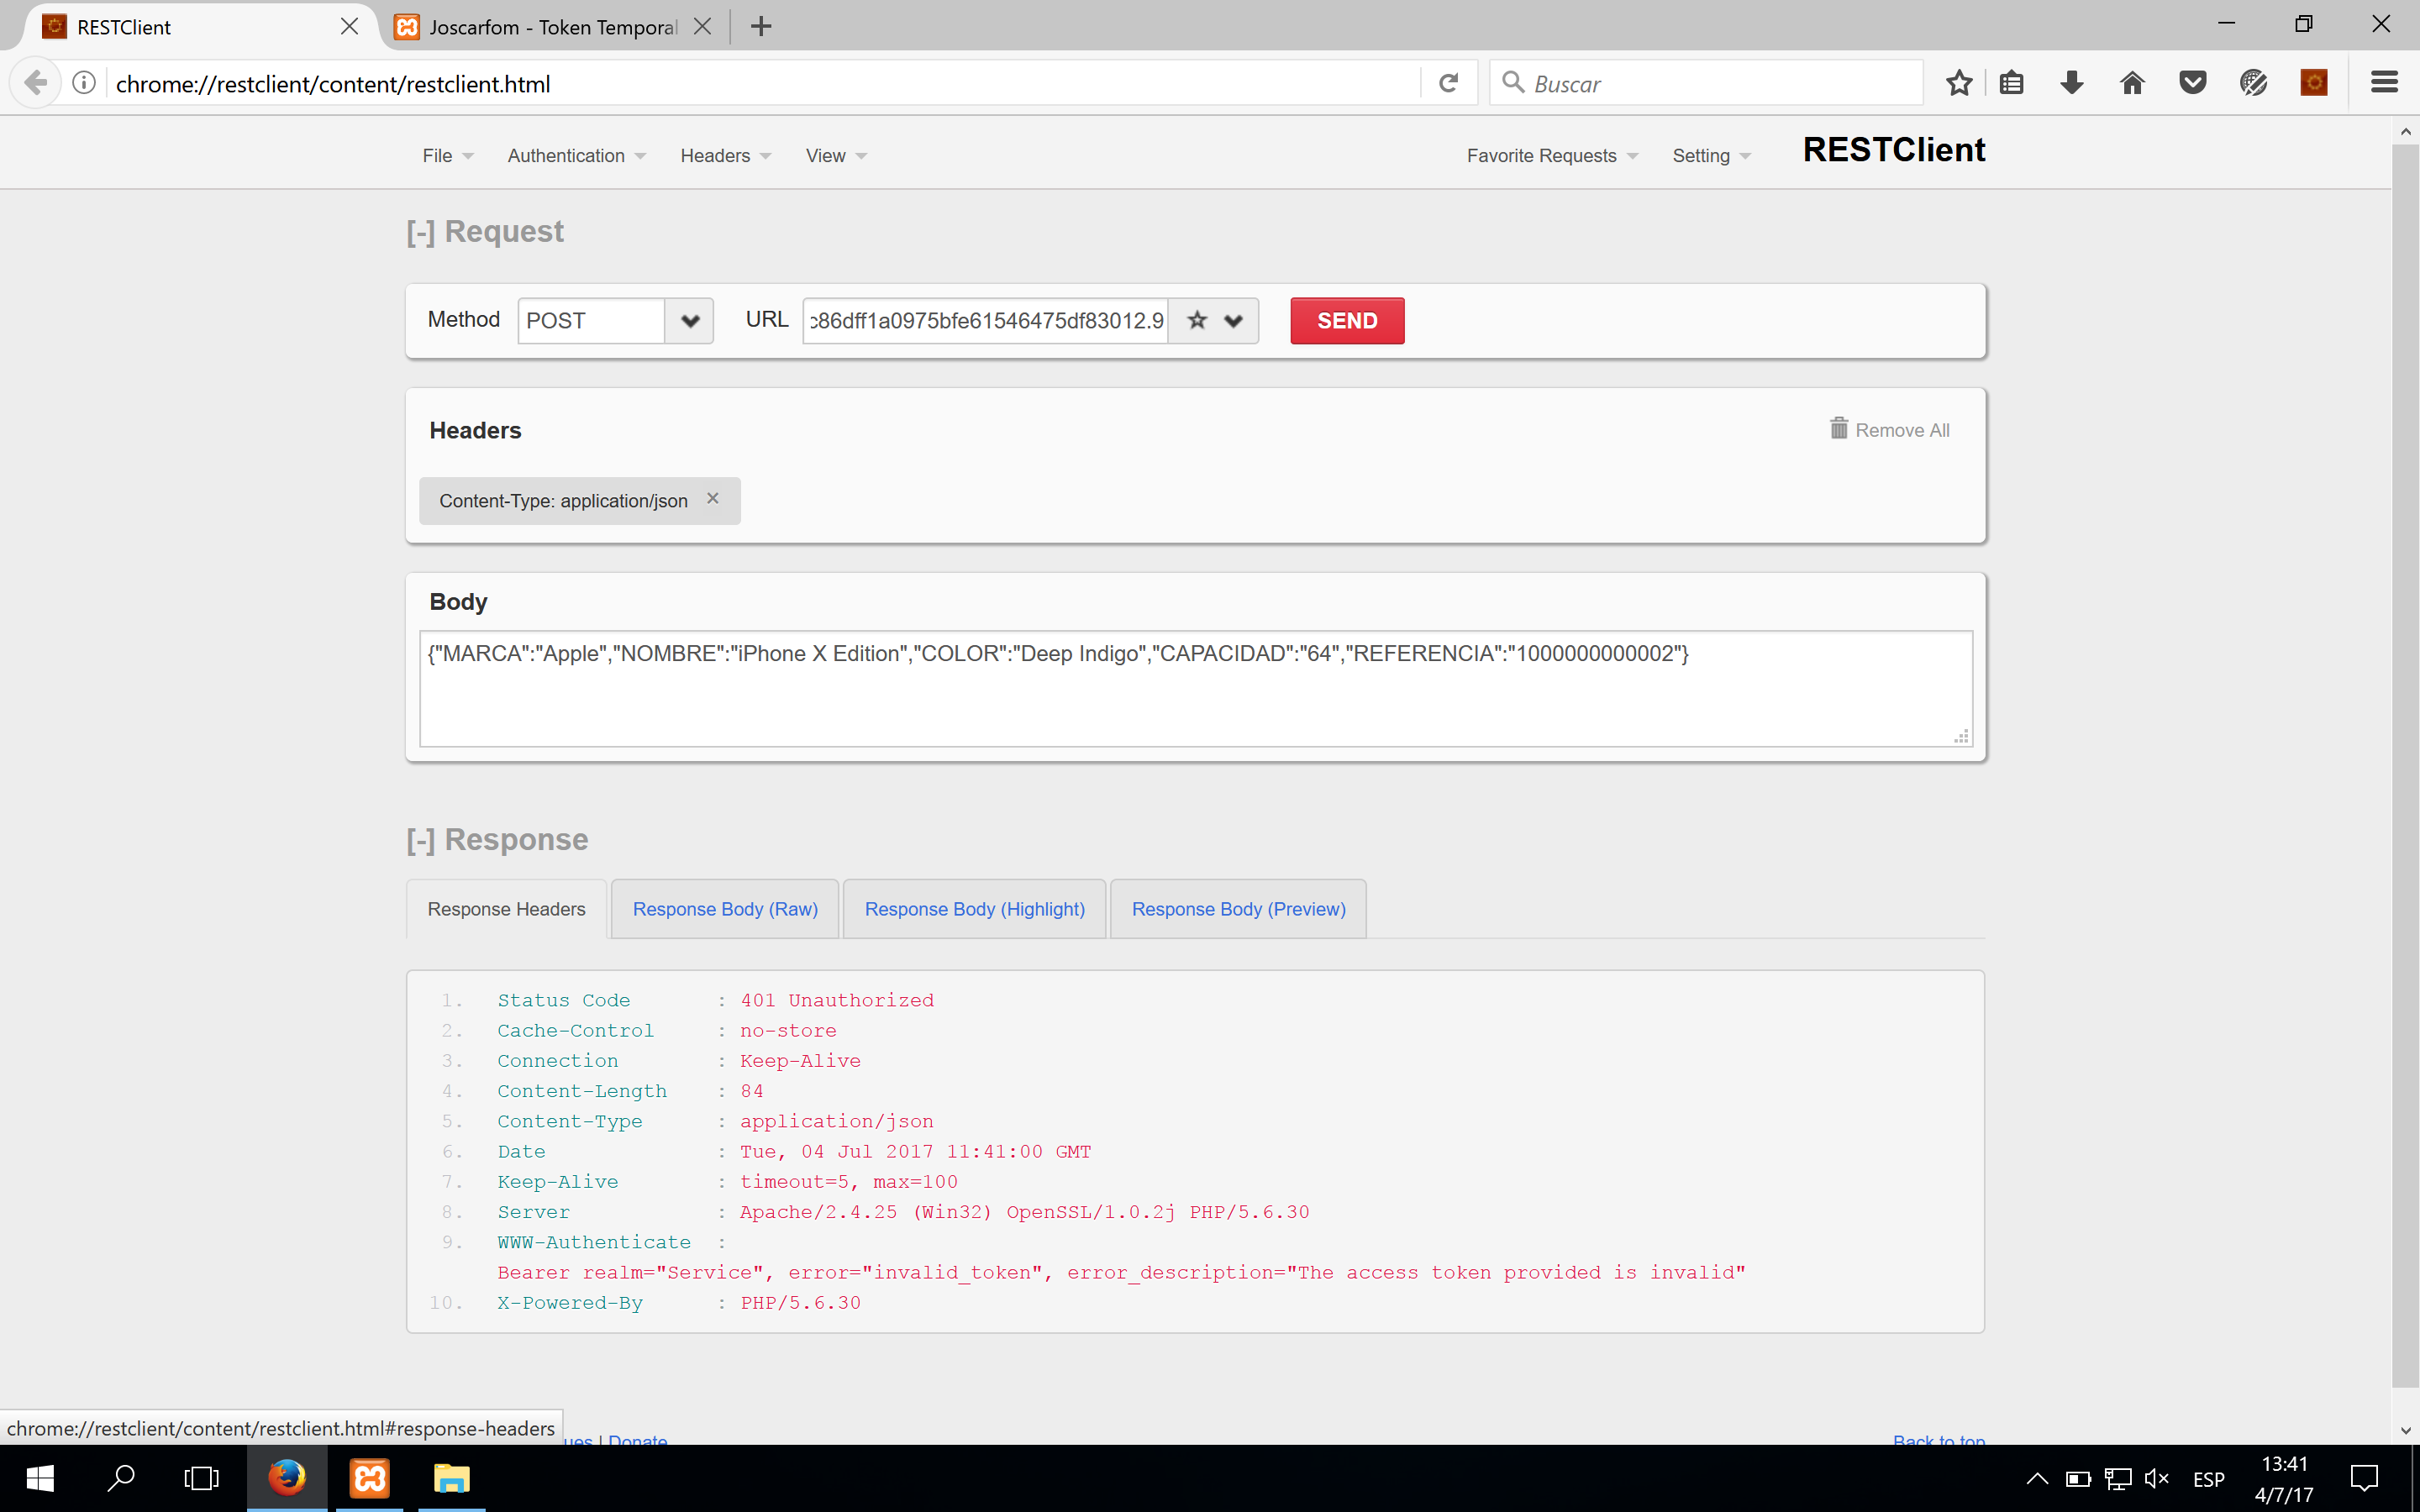 RESTClient
Joscarfom - Token Temporal
chrome://restclient/content/restclient.html
Buscar
File
Authentication
Headers
View
Favorite Requests
Setting
RESTClient
[-] Request
Method
POST
URL
c86dff1a0975bfe61546475df83012.9
SEND
Headers
Remove All
Content-Type: application/json
Body
{"MARCA":"Apple","NOMBRE":"iPhone X Edition","COLOR":"Deep Indigo","CAPACIDAD":"64","REFERENCIA":"1000000000002"}
[-] Response
Response Headers
Response Body (Raw)
Response Body (Highlight)
Response Body (Preview)
1. Status Code : 401 Unauthorized
2. Cache-Control : no-store
3. Connection : Keep-Alive
4. Content-Length : 84
5. Content-Type : application/json
6. Date : Tue, 04 Jul 2017 11:41:00 GMT
7. Keep-Alive : timeout=5, max=100
8. Server : Apache/2.4.25 (Win32) OpenSSL/1.0.2j PHP/5.6.30
9. WWW-Authenticate :
Bearer realm="Service", error="invalid_token", error_description="The access token provided is invalid"
10. X-Powered-By : PHP/5.6.30
chrome://restclient/content/restclient.html#response-headers
ues | Donate
Back to top
ESP
13:41
4/7/17